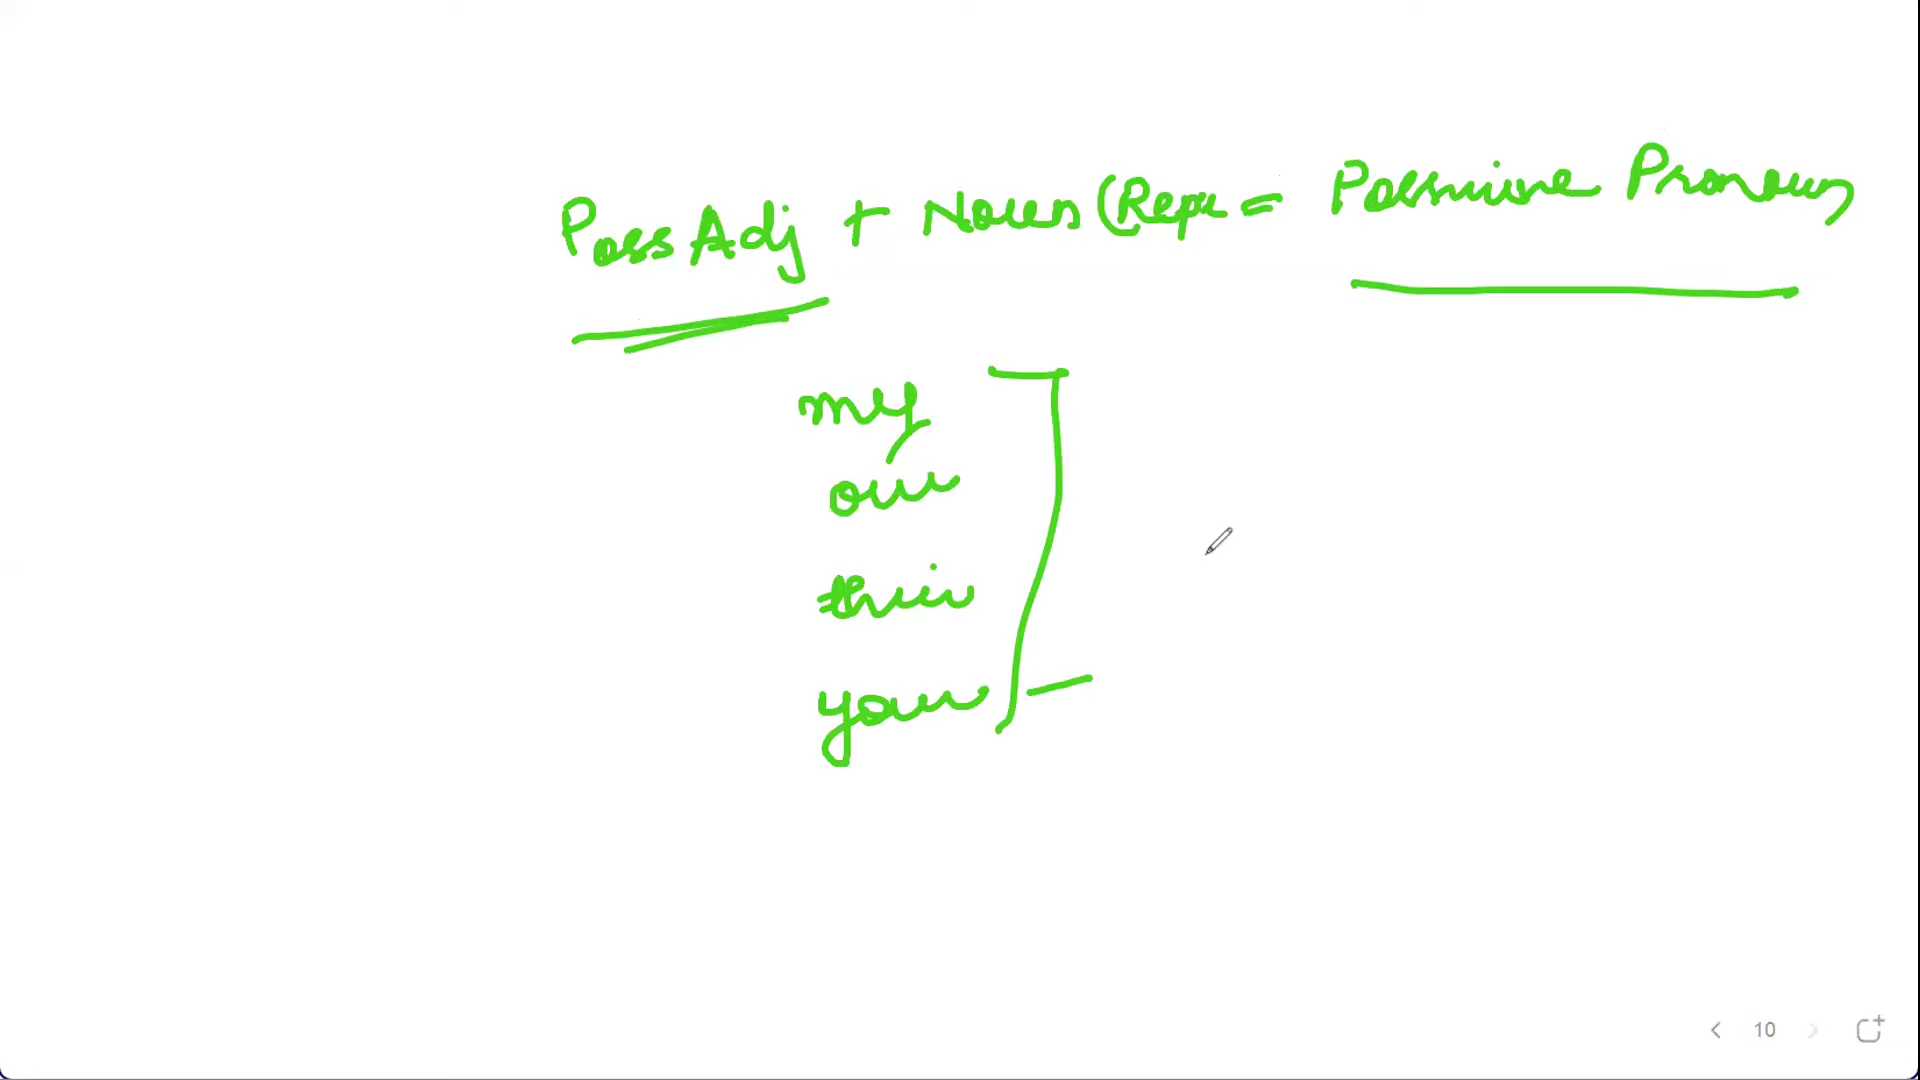 Poss Adj + Noun (Repe = Possessive Pronoun
my
our
their
your
10